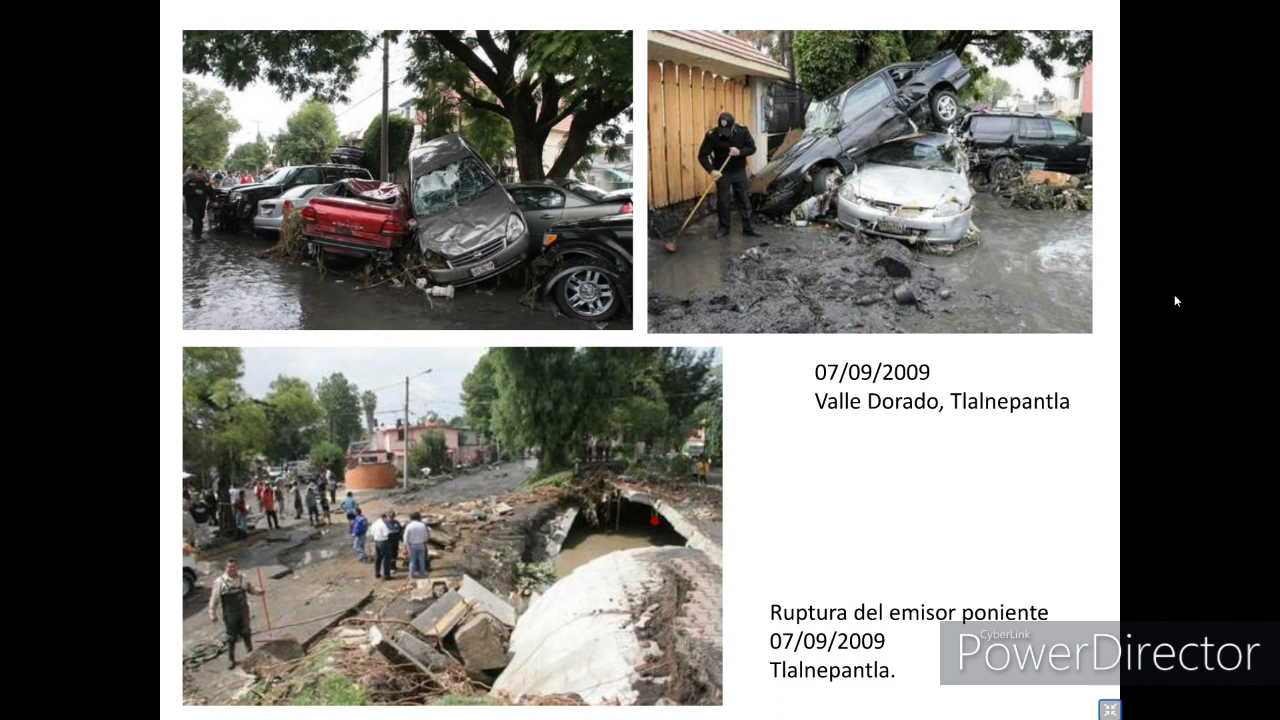 07/09/2009
Valle Dorado, Tlalnepantla
Ruptura del emisor poniente
07/09/2009
Tlalnepantla.
CyberLink
PowerDirector